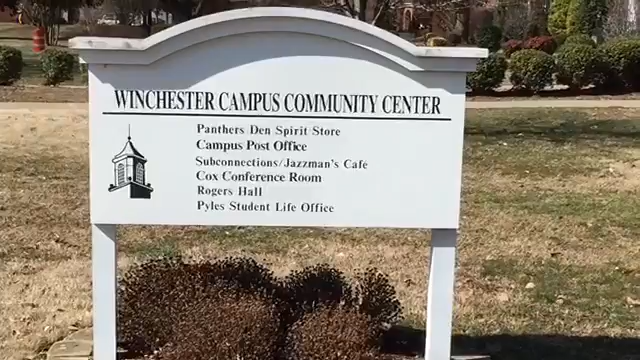 WINCHESTER CAMPUS COMMUNITY CENTER
Panthers Den Spirit Store
Campus Post Office
Subconnections/Jazzman's Cafe
Cox Conference Room
Rogers Hall
Pyles Student Life Office